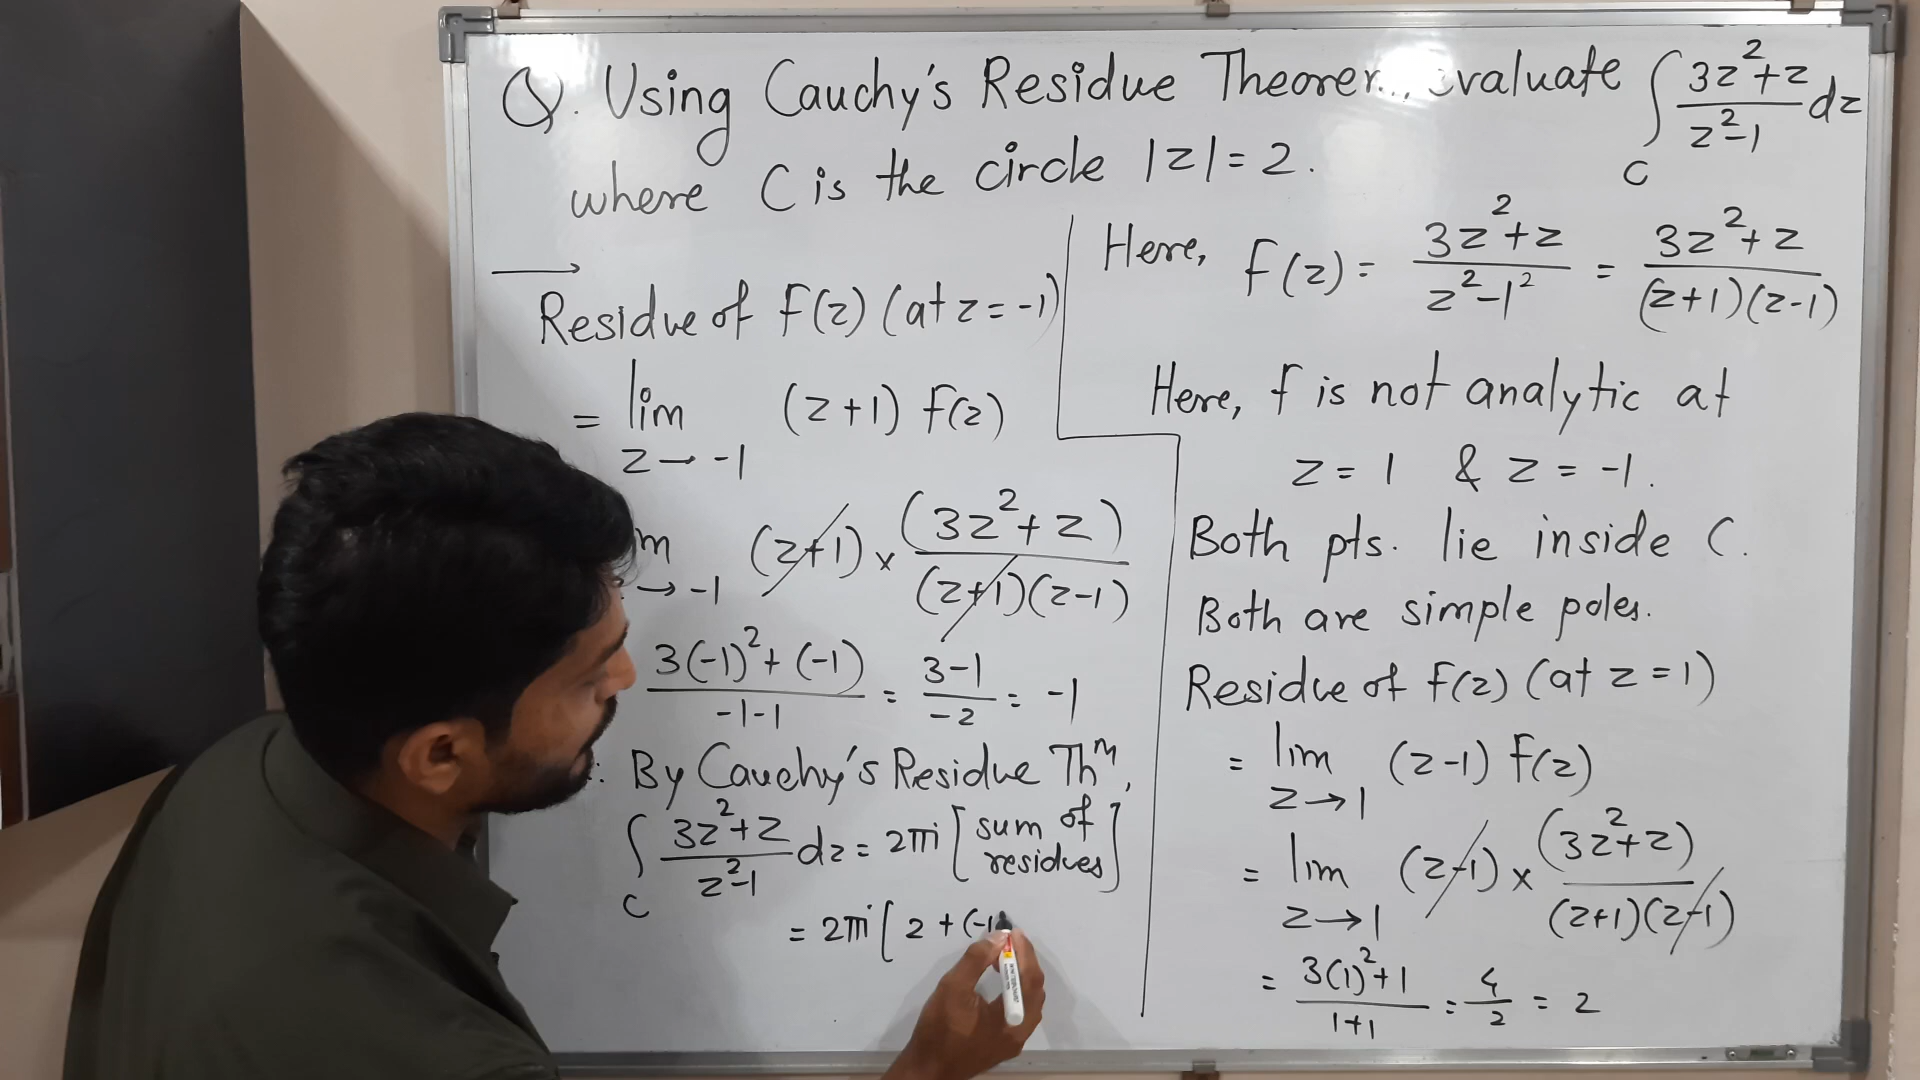 Q. Using Cauchy's Residue evaluate ∫_C (3z²+z)/(z²-1) dz
where C is the circle |z| = 2.
Here, f(z) = (3z²+z)/(z²-1²) = (3z²+z)/((z+1)(z-1))
Here, f is not analytic at
z = 1 & z = -1.
Both pts. lie inside C.
Both are simple poles.
Residue of f(z) (at z = 1)
= lim z→1 (z-1) f(z)
= lim z→1 (z-1) × (3z²+z)/((z+1)(z-1))
= (3(1)²+1)/(1+1) = 4/2 = 2
→
Residue of f(z) (at z = -1)
= lim z→-1 (z+1) f(z)
→-1 (z+1) × (3z²+z)/((z+1)(z-1))
(3(-1)²+(-1))/(-1-1) = (3-1)/(-2) = -1
By Cauchy's Residue Thᵐ,
∫_C (3z²+z)/(z²-1) dz = 2πi [sum of residues]
= 2πi [2 + (-1